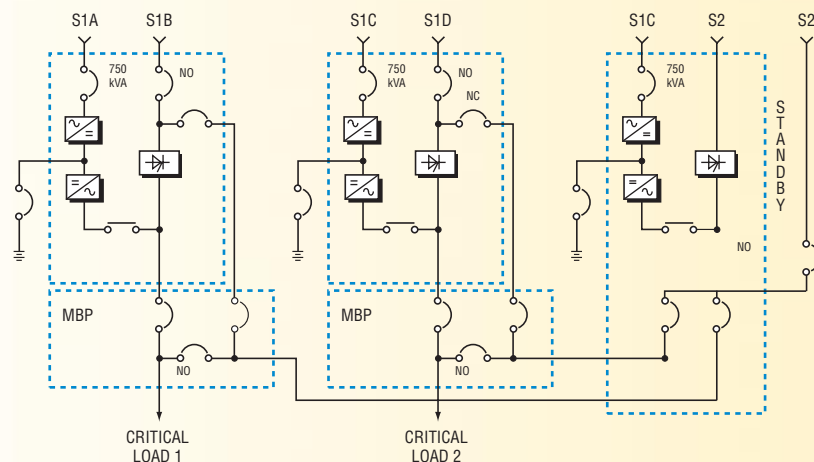 S1A
S1B
S1C
S1D
S1C
S2
S2
750
kVA
NO
750
kVA
NO
NC
750
kVA
STANDBY
NO
MBP
NO
MBP
NO
CRITICAL
LOAD 1
CRITICAL
LOAD 2